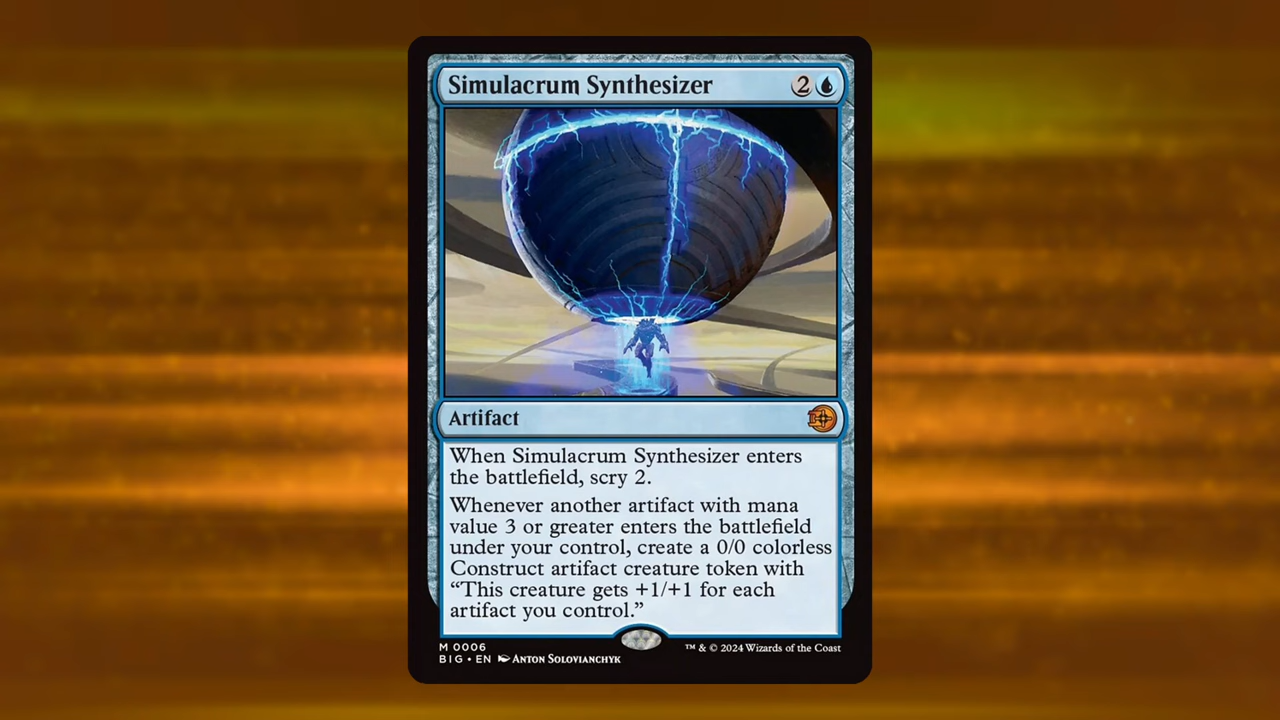 Simulacrum Synthesizer 2
Artifact
When Simulacrum Synthesizer enters
the battlefield, scry 2.
Whenever another artifact with mana
value 3 or greater enters the battlefield
under your control, create a 0/0 colorless
Construct artifact creature token with
“This creature gets +1/+1 for each
artifact you control.”
M 0006
BIG • EN ANTON SOLOVIANCHYK
™ & © 2024 Wizards of the Coast